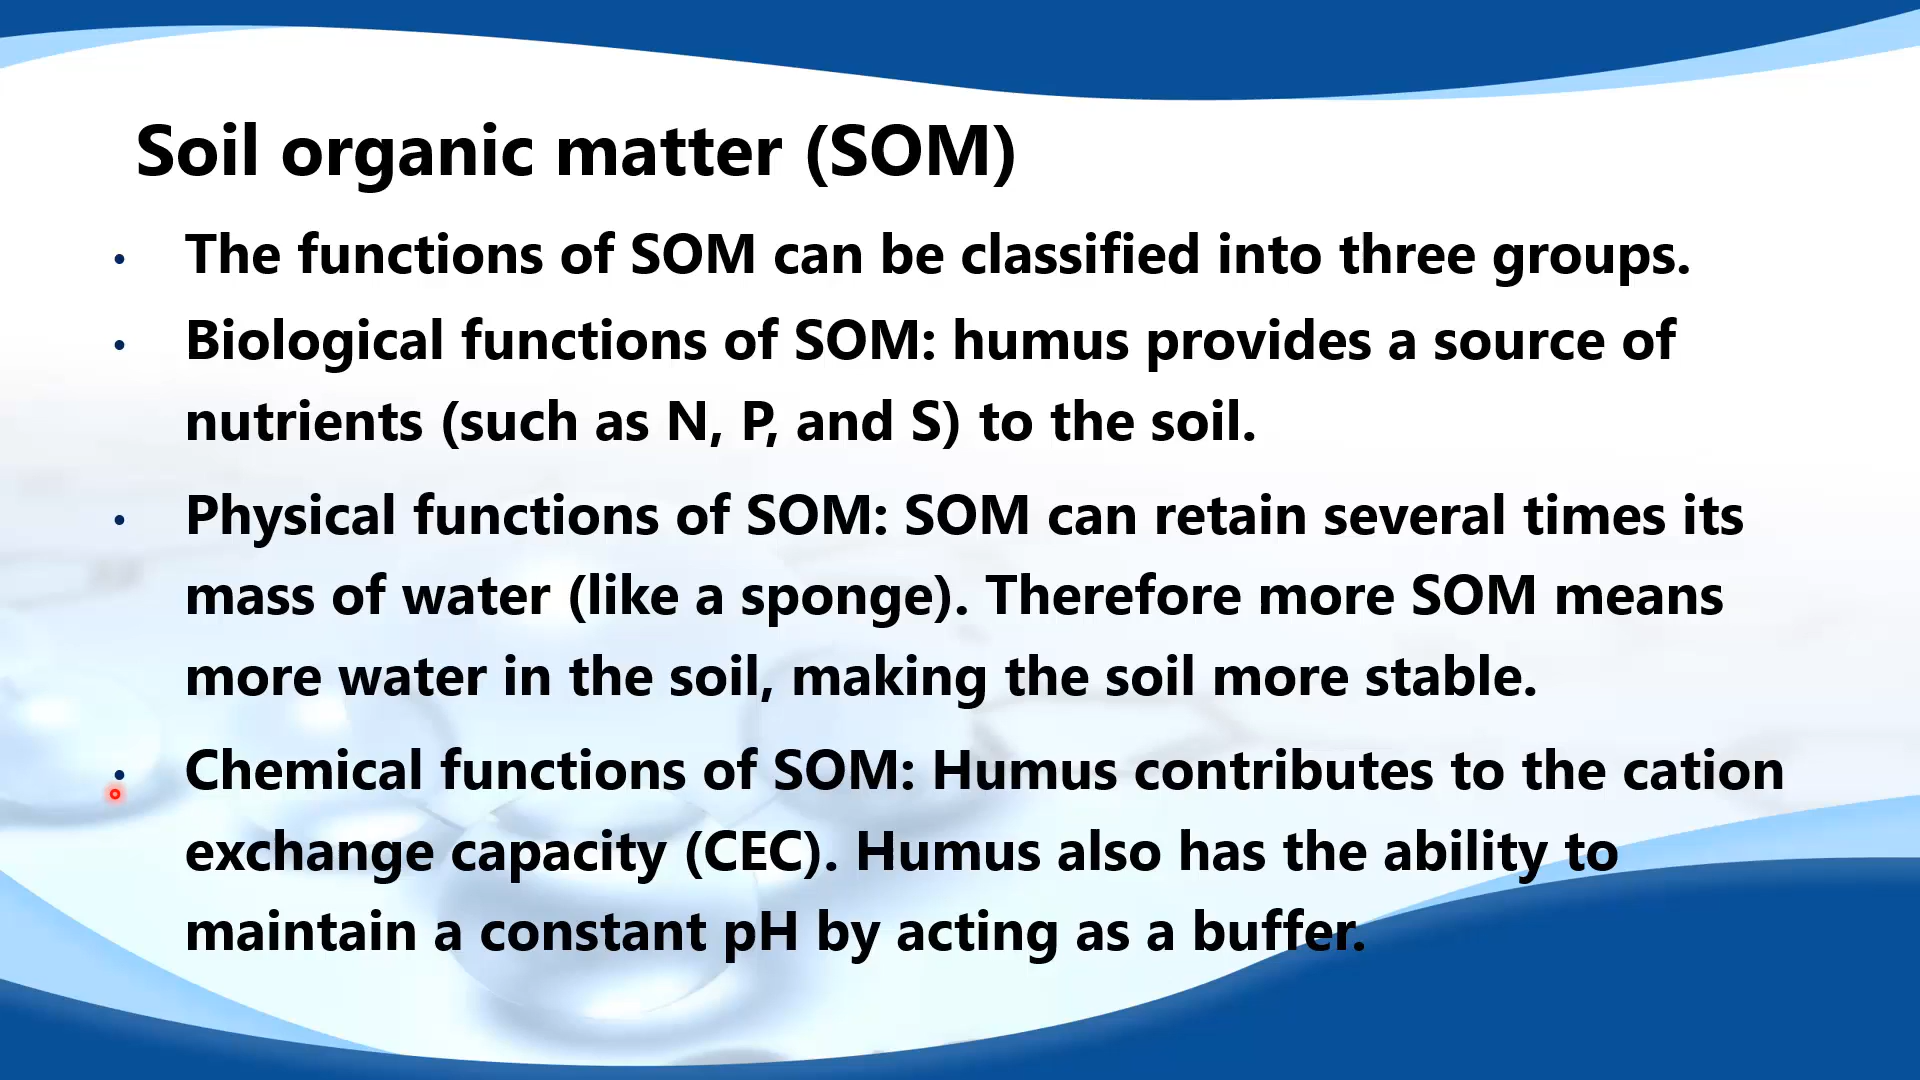 Soil organic matter (SOM)
• The functions of SOM can be classified into three groups.
• Biological functions of SOM: humus provides a source of
nutrients (such as N, P, and S) to the soil.
• Physical functions of SOM: SOM can retain several times its
mass of water (like a sponge). Therefore more SOM means
more water in the soil, making the soil more stable.
• Chemical functions of SOM: Humus contributes to the cation
exchange capacity (CEC). Humus also has the ability to
maintain a constant pH by acting as a buffer.